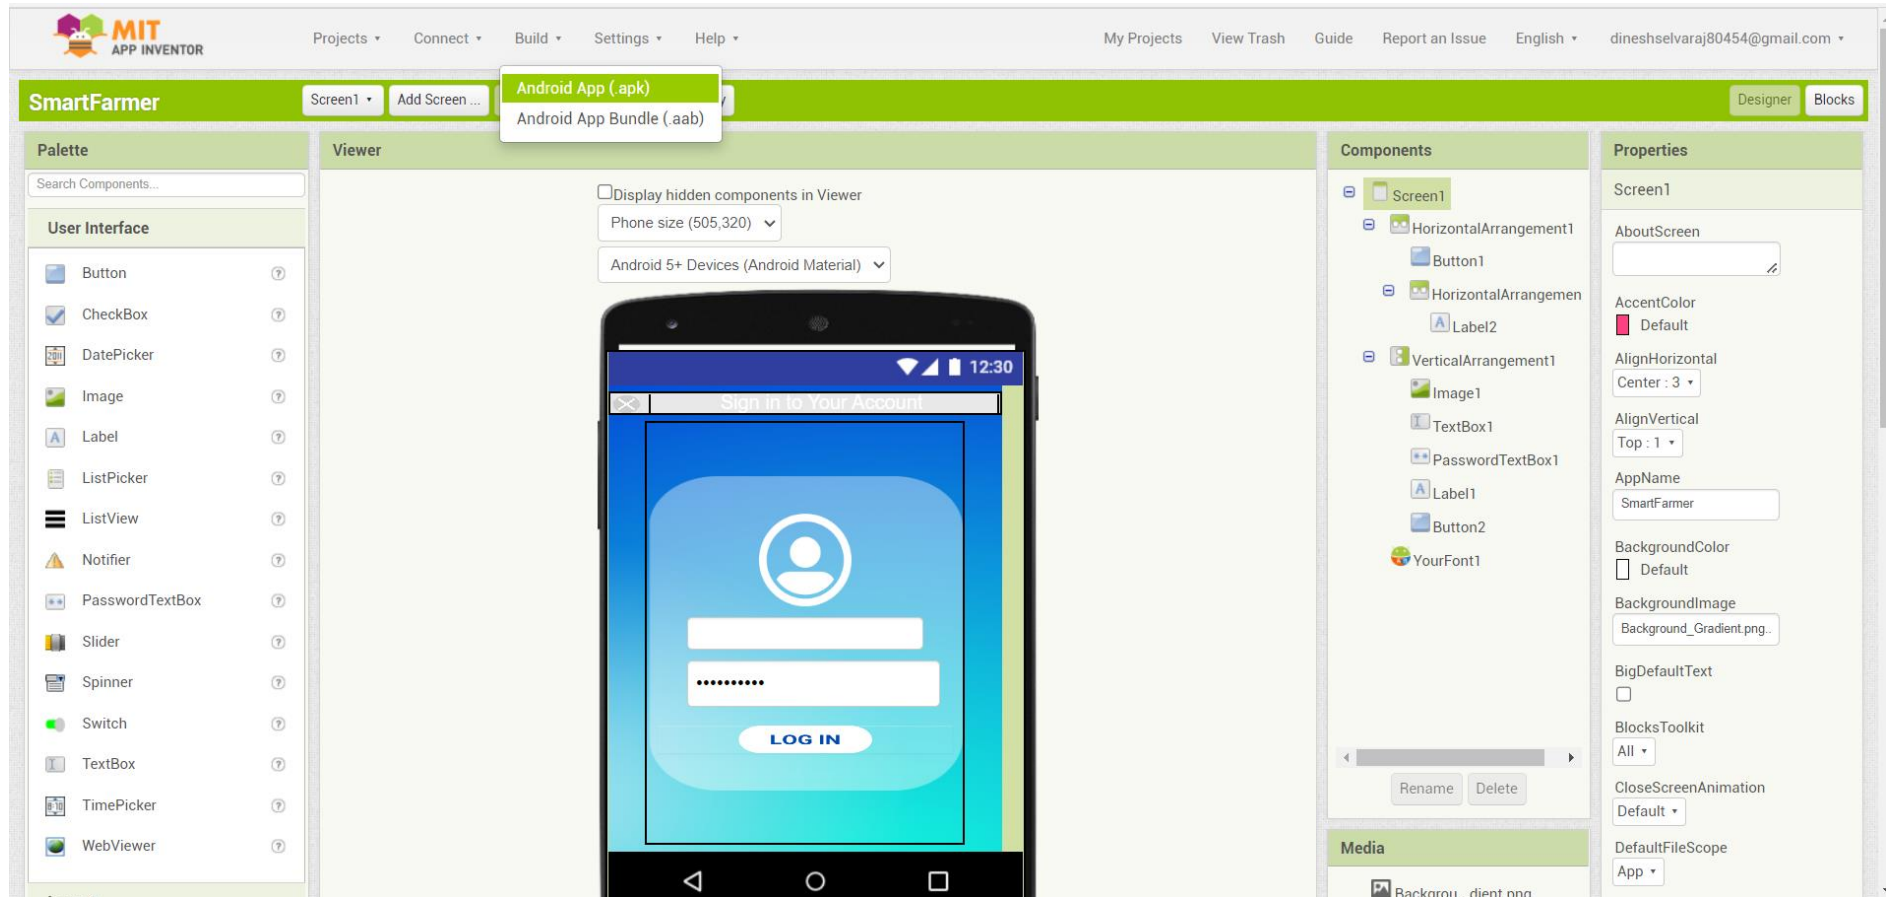 MIT
APP INVENTOR
Projects Connect Build Settings Help My Projects View Trash Guide Report an Issue English dineshselvaraj80454@gmail.com
Android App (.apk)
Android App Bundle (.aab)
SmartFarmer Screen1 Add Screen ... Designer Blocks
Palette
Search Components...
User Interface
Button
CheckBox
DatePicker
Image
Label
ListPicker
ListView
Notifier
PasswordTextBox
Slider
Spinner
Switch
TextBox
TimePicker
WebViewer
Viewer
Display hidden components in Viewer
Phone size (505,320)
Android 5+ Devices (Android Material)
12:30
Sign in to Your Account
••••••••••
LOG IN
Components
Screen1
HorizontalArrangement1
Button1
HorizontalArrangemen
Label2
VerticalArrangement1
Image1
TextBox1
PasswordTextBox1
Label1
Button2
YourFont1
Rename Delete
Media
Backgrou...dient.png
Properties
Screen1
AboutScreen
AccentColor
Default
AlignHorizontal
Center : 3
AlignVertical
Top : 1
AppName
SmartFarmer
BackgroundColor
Default
BackgroundImage
Background_Gradient.png...
BigDefaultText
BlocksToolkit
All
CloseScreenAnimation
Default
DefaultFileScope
App